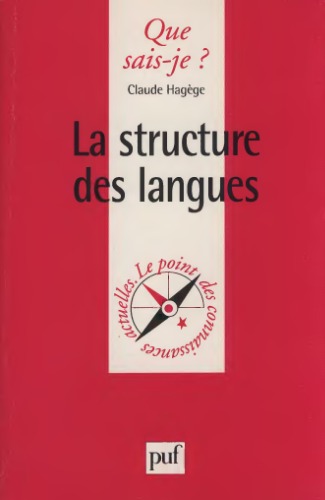 Que
sais-je ?
Claude Hagège
La structure
des langues
Le point des connaissances actuelles.
puf